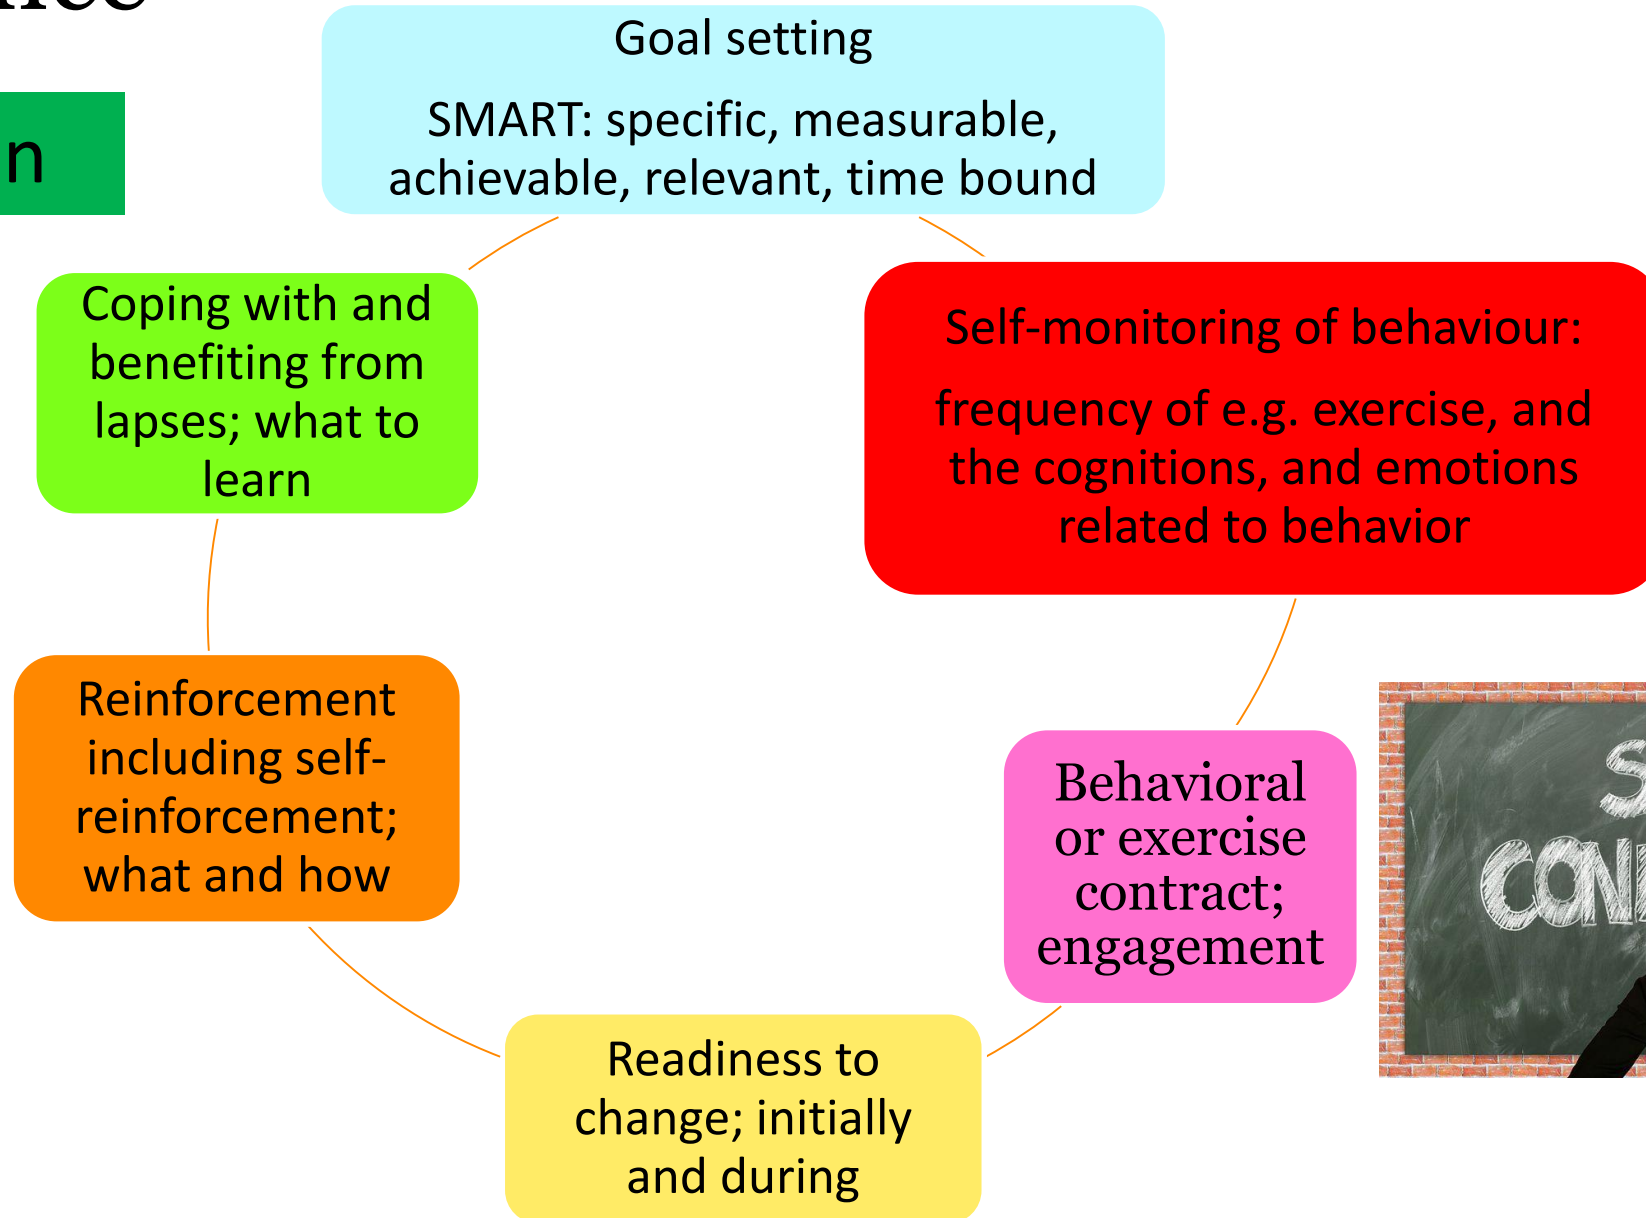 n
Goal setting
SMART: specific, measurable,
achievable, relevant, time bound
Self-monitoring of behaviour:
frequency of e.g. exercise, and
the cognitions, and emotions
related to behavior
Behavioral
or exercise
contract;
engagement
Readiness to
change; initially
and during
Reinforcement
including self-
reinforcement;
what and how
Coping with and
benefiting from
lapses; what to
learn